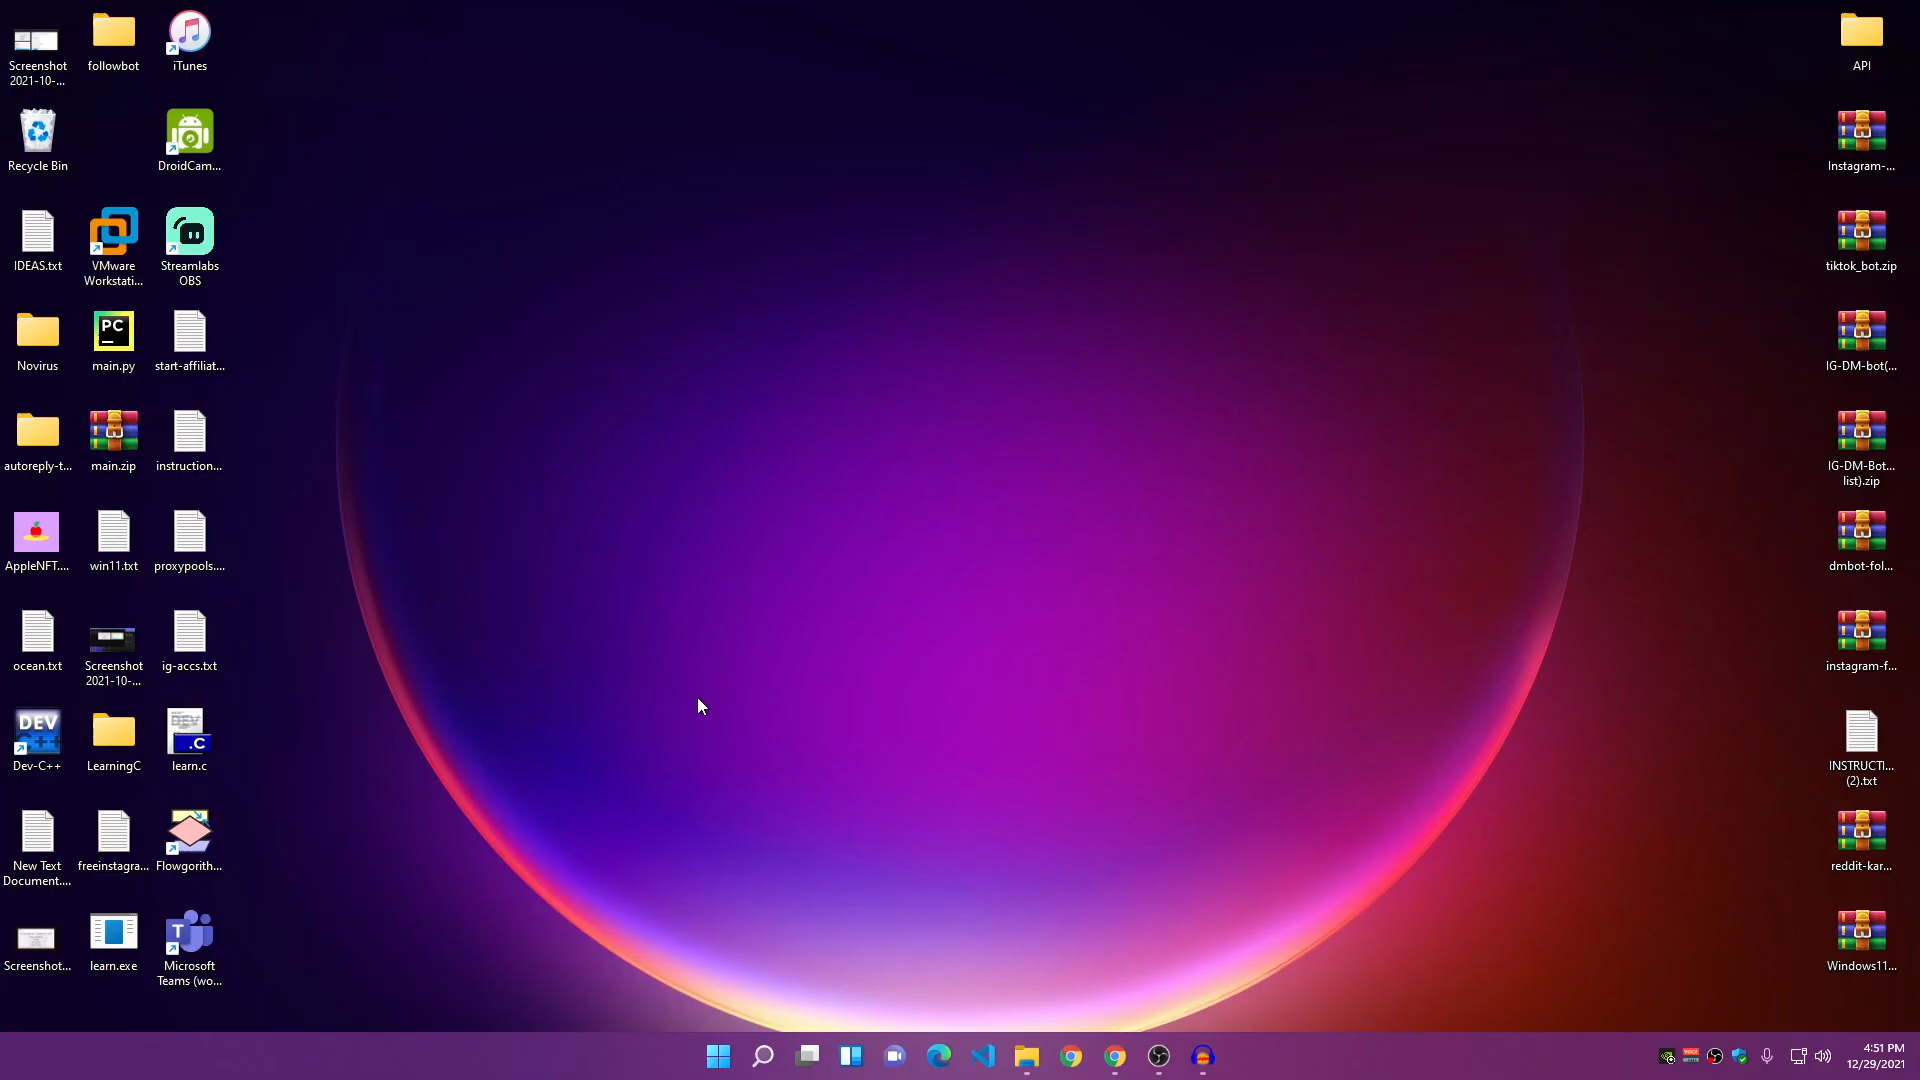 Screenshot
2021-10-...
followbot
iTunes
Recycle Bin
DroidCam...
IDEAS.txt
VMware
Workstati...
Streamlabs
OBS
Novirus
PC
main.py
start-affiliat...
autoreply-t...
main.zip
instruction...
AppleNFT....
win11.txt
proxypools....
ocean.txt
Screenshot
2021-10-...
ig-accs.txt
DEV
C++
Dev-C++
LearningC
DEV
.C
learn.c
New Text
Document....
freeinstagra...
Flowgorith...
Screenshot...
learn.exe
T
Microsoft
Teams (wo...
API
Instagram-...
tiktok_bot.zip
IG-DM-bot(...
IG-DM-Bot...
list).zip
dmbot-fol...
instagram-f...
INSTRUCTI...
(2).txt
reddit-kar...
Windows11...
4:51 PM
12/29/2021